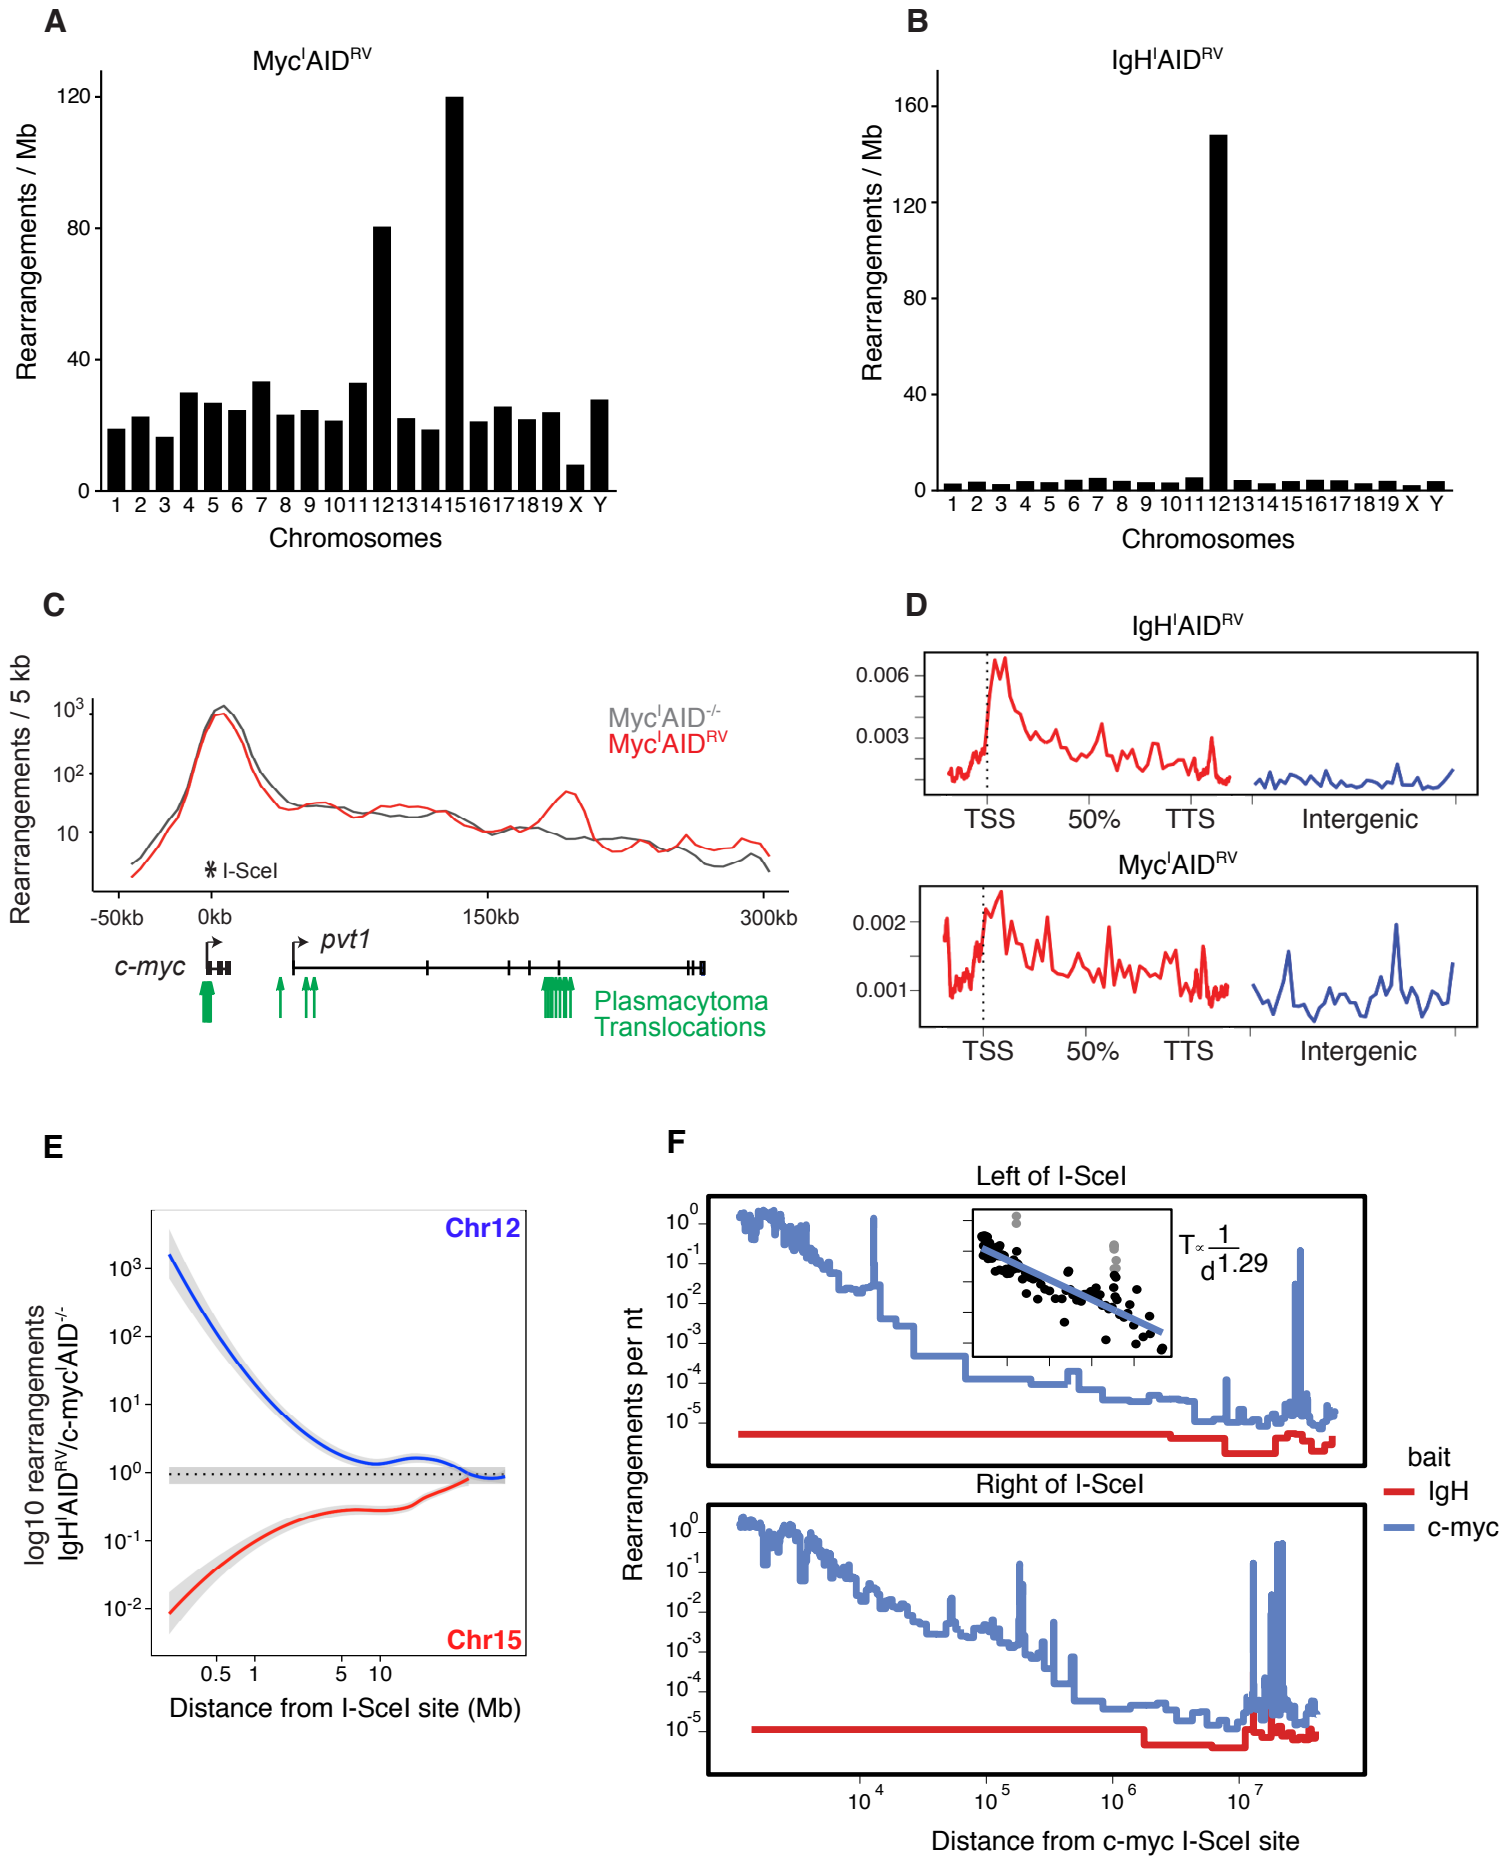 A
Myc^I AID^RV
Rearrangements / Mb
120
80
40
0
1 2 3 4 5 6 7 8 9 10 11 12 13 14 15 16 17 18 19 X Y
Chromosomes
B
IgH^I AID^RV
Rearrangements / Mb
160
120
80
40
0
1 2 3 4 5 6 7 8 9 10 11 12 13 14 15 16 17 18 19 X Y
Chromosomes
C
Rearrangements / 5 kb
10^3
10^2
10
Myc^I AID^-/-
Myc^I AID^RV
* I-SceI
-50kb 0kb 150kb 300kb
c-myc
pvt1
Plasmacytoma
Translocations
D
IgH^I AID^RV
0.006
0.003
TSS 50% TTS Intergenic
Myc^I AID^RV
0.002
0.001
TSS 50% TTS Intergenic
E
log10 rearrangements
IgH^I AID^RV/c-myc^I AID^-/-
Chr12
10^3
10^2
10^1
10^0
10^-1
10^-2
Chr15
0.5 1 5 10
Distance from I-SceI site (Mb)
F
Left of I-SceI
Rearrangements per nt
10^0
10^-1
10^-2
10^-3
10^-4
10^-5
T∝ 1/d^1.29
Right of I-SceI
10^0
10^-1
10^-2
10^-3
10^-4
10^-5
10^4 10^5 10^6 10^7
Distance from c-myc I-SceI site
bait
IgH
c-myc